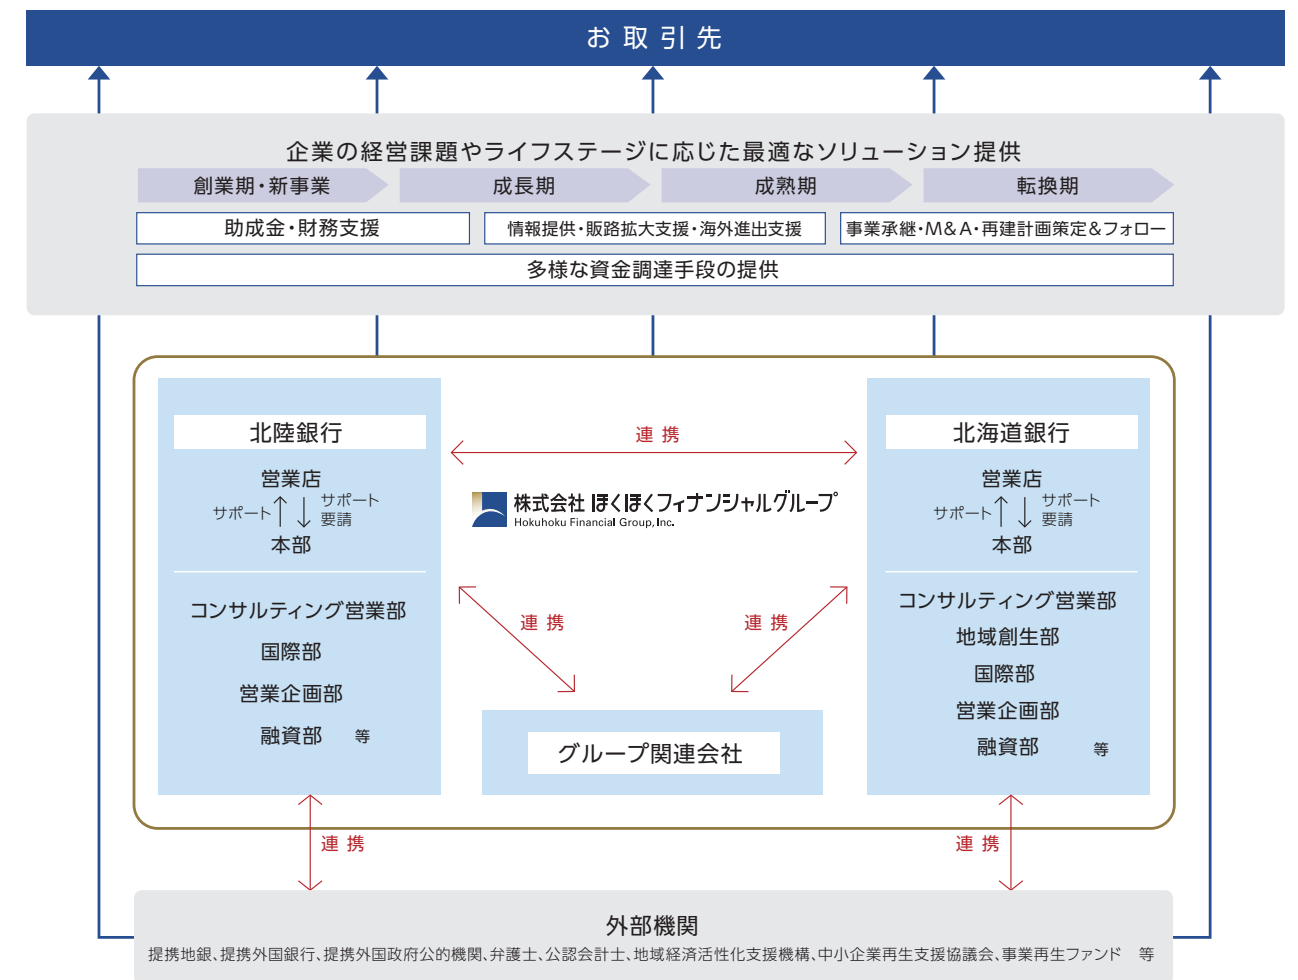 お取引先
企業の経営課題やライフステージに応じた最適なソリューション提供
創業期・新事業
成長期
成熟期
転換期
助成金・財務支援
情報提供・販路拡大支援・海外進出支援
事業承継・M&A・再建計画策定&フォロー
多様な資金調達手段の提供
北陸銀行
営業店
サポート
サポート
要請
本部
コンサルティング営業部
国際部
営業企画部
融資部 等
連携
株式会社 ほくほくフィナンシャルグループ
Hokuhoku Financial Group, Inc.
連携
連携
グループ関連会社
北海道銀行
営業店
サポート
サポート
要請
本部
コンサルティング営業部
地域創生部
国際部
営業企画部
融資部 等
連携
連携
外部機関
提携地銀、提携外国銀行、提携外国政府公的機関、弁護士、公認会計士、地域経済活性化支援機構、中小企業再生支援協議会、事業再生ファンド 等